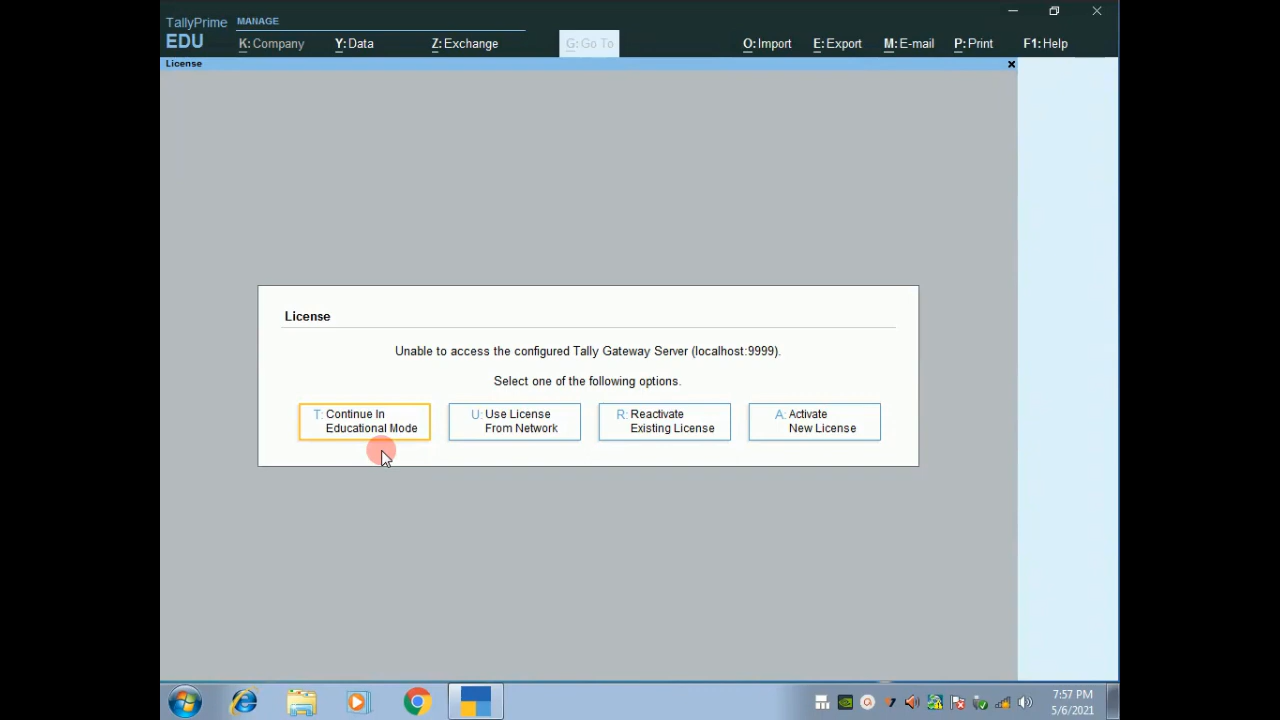 TallyPrime MANAGE
EDU K: Company Y: Data Z: Exchange G: Go To O: Import E: Export M: E-mail P: Print F1: Help
License
License
Unable to access the configured Tally Gateway Server (localhost:9999).
Select one of the following options.
T: Continue In
Educational Mode
U: Use License
From Network
R: Reactivate
Existing License
A: Activate
New License
7:57 PM
5/6/2021